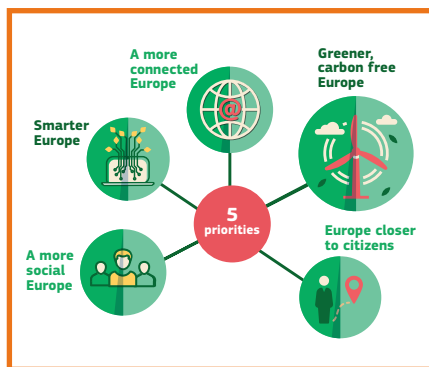 A more
connected
Europe
Greener,
carbon free
Europe
Smarter
Europe
@
5
priorities
A more
social
Europe
Europe closer
to citizens